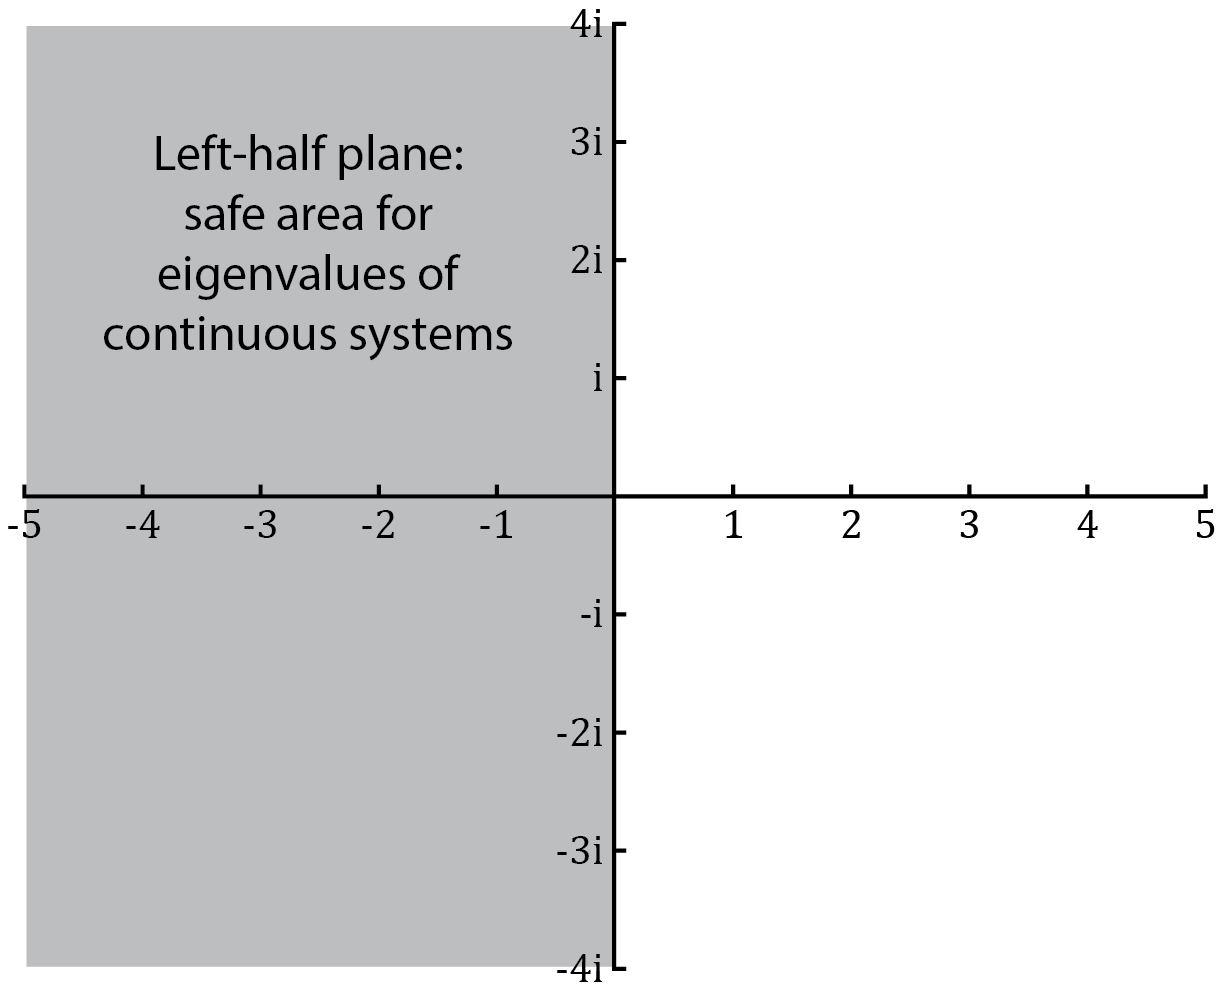 4i
Left-half plane:
3i
safe area for
2i
eigenvalues of
continuous systems
i
-5 -4 -3 -2 -1 1 2 3 4 5
-i
-2i
-3i
-4i